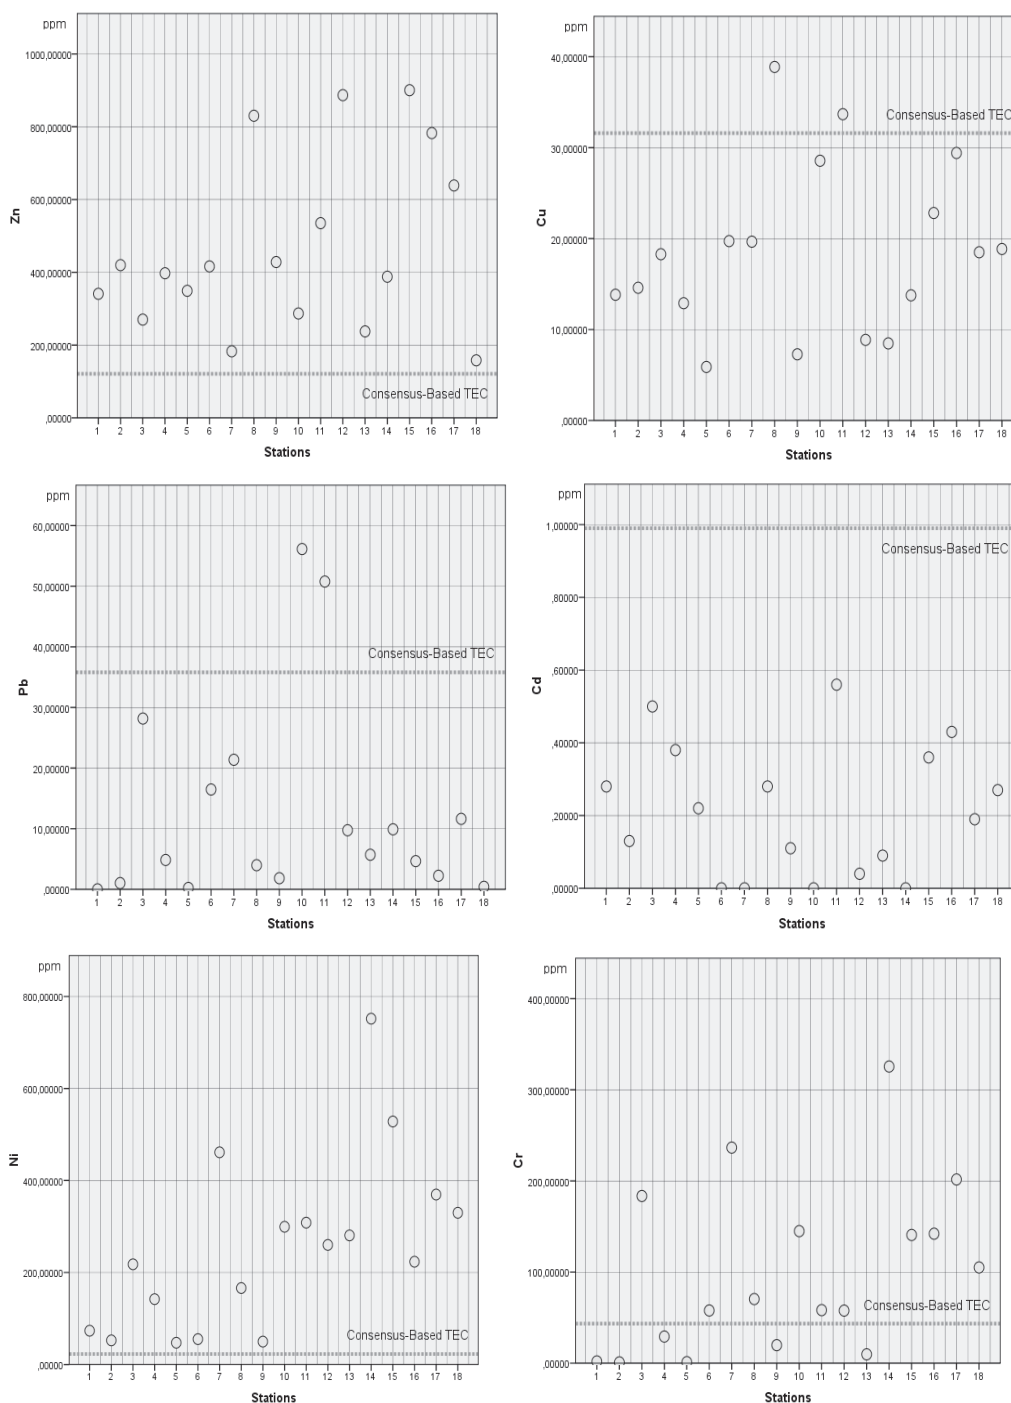 ppm
1000,00000
800,00000
600,00000
400,00000
200,00000
,00000
Zn
Consensus-Based TEC
1 2 3 4 5 6 7 8 9 10 11 12 13 14 15 16 17 18
Stations
ppm
40,00000
30,00000
20,00000
10,00000
,00000
Cu
Consensus-Based TEC
1 2 3 4 5 6 7 8 9 10 11 12 13 14 15 16 17 18
Stations
ppm
60,00000
50,00000
40,00000
30,00000
20,00000
10,00000
,00000
Pb
Consensus-Based TEC
1 2 3 4 5 6 7 8 9 10 11 12 13 14 15 16 17 18
Stations
ppm
1,00000
,80000
,60000
,40000
,20000
,00000
Cd
Consensus-Based TEC
1 2 3 4 5 6 7 8 9 10 11 12 13 14 15 16 17 18
Stations
ppm
800,00000
600,00000
400,00000
200,00000
,00000
Ni
Consensus-Based TEC
1 2 3 4 5 6 7 8 9 10 11 12 13 14 15 16 17 18
Stations
ppm
400,00000
300,00000
200,00000
100,00000
,00000
Cr
Consensus-Based TEC
1 2 3 4 5 6 7 8 9 10 11 12 13 14 15 16 17 18
Stations